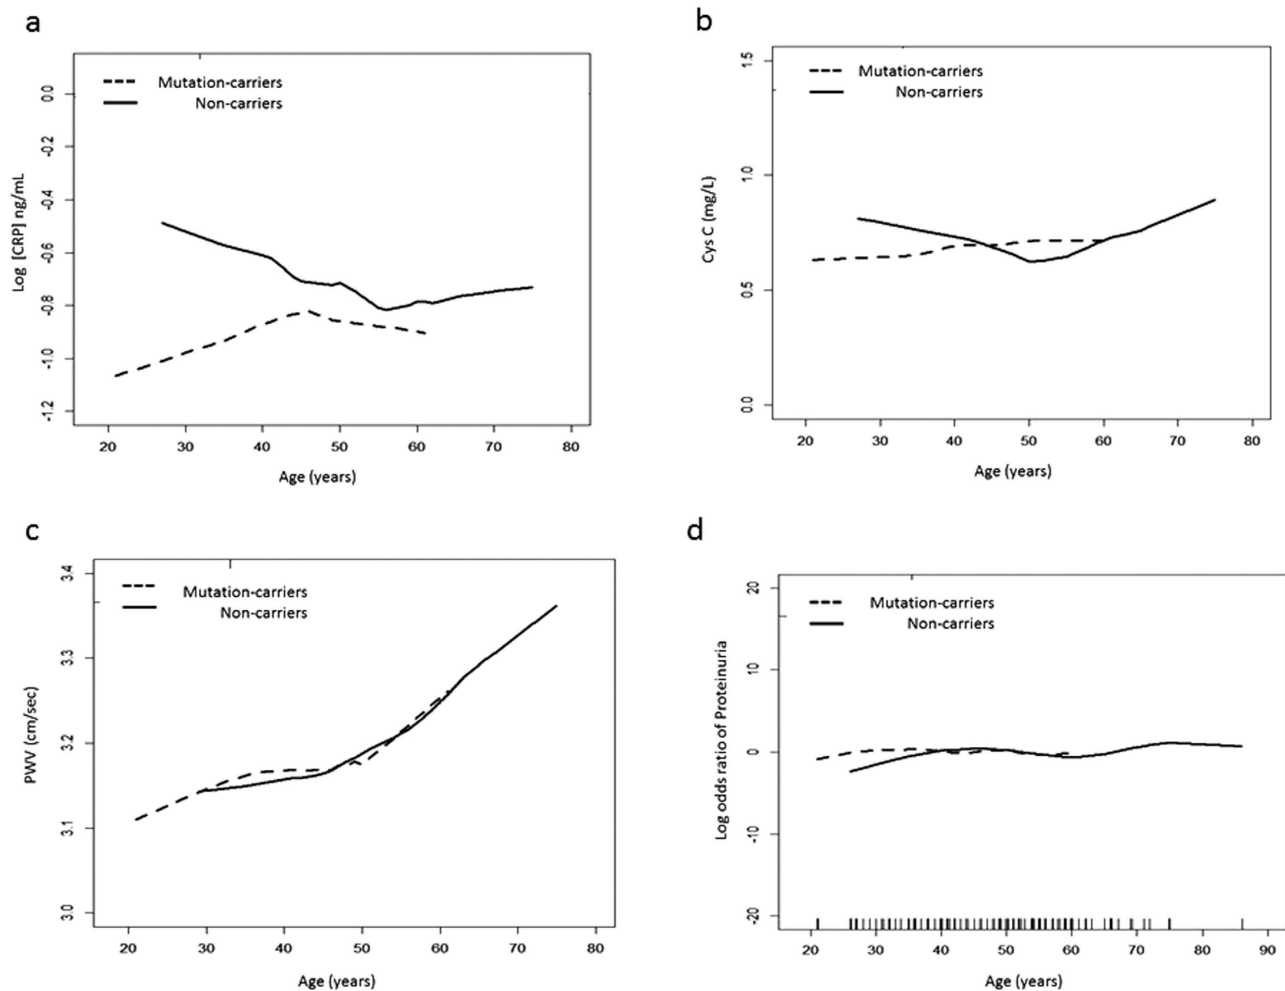 a
Mutation-carriers
Non-carriers
0.0
-0.2
-0.4
-0.6
-0.8
-1.0
-1.2
Log [CRP] ng/mL
20 30 40 50 60 70 80
Age (years)
b
Mutation-carriers
Non-carriers
1.5
1.0
0.5
0.0
Cys C (mg/L)
20 30 40 50 60 70 80
Age (years)
c
Mutation-carriers
Non-carriers
3.4
3.3
3.2
3.1
3.0
PWV (cm/sec)
20 30 40 50 60 70 80
Age (years)
d
Mutation-carriers
Non-carriers
20
10
0
-10
-20
Log odds ratio of Proteinuria
20 30 40 50 60 70 80 90
Age (years)